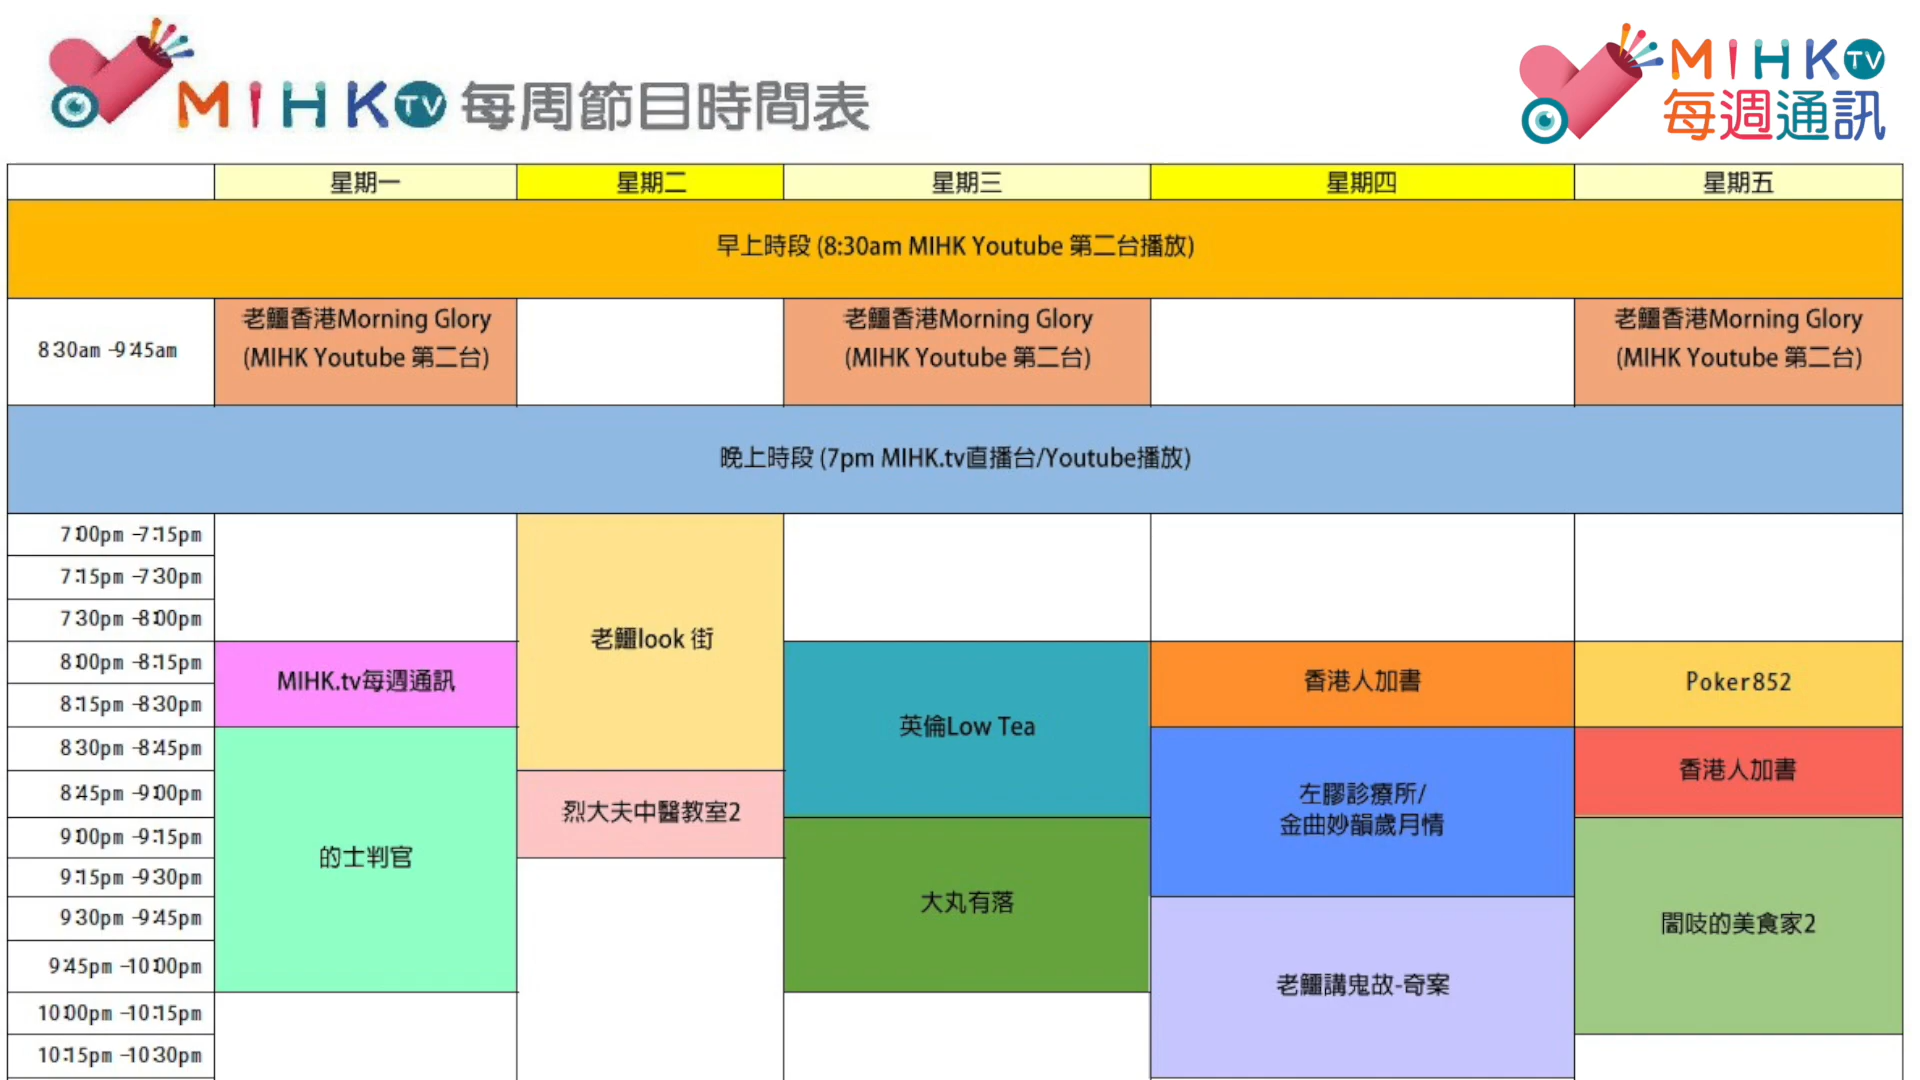 MIHK TV 每周節目時間表
MIHK TV
每週通訊
星期一 星期二 星期三 星期四 星期五
早上時段 (8:30am MIHK Youtube 第二台播放)
8:30am -9:45am
老鱷香港Morning Glory
(MIHK Youtube 第二台)
老鱷香港Morning Glory
(MIHK Youtube 第二台)
老鱷香港Morning Glory
(MIHK Youtube 第二台)
晚上時段 (7pm MIHK.tv直播台/Youtube播放)
7:00pm -7:15pm
7:15pm -7:30pm
7:30pm -8:00pm
8:00pm -8:15pm
8:15pm -8:30pm
8:30pm -8:45pm
8:45pm -9:00pm
9:00pm -9:15pm
9:15pm -9:30pm
9:30pm -9:45pm
9:45pm -10:00pm
10:00pm -10:15pm
10:15pm -10:30pm
MIHK.tv每週通訊
的士判官
老鱷look 街
烈大夫中醫教室2
英倫Low Tea
大丸有落
香港人加書
左膠診療所/
金曲妙韻歲月情
老鱷講鬼故-奇案
Poker852
香港人加書
閣吱的美食家2